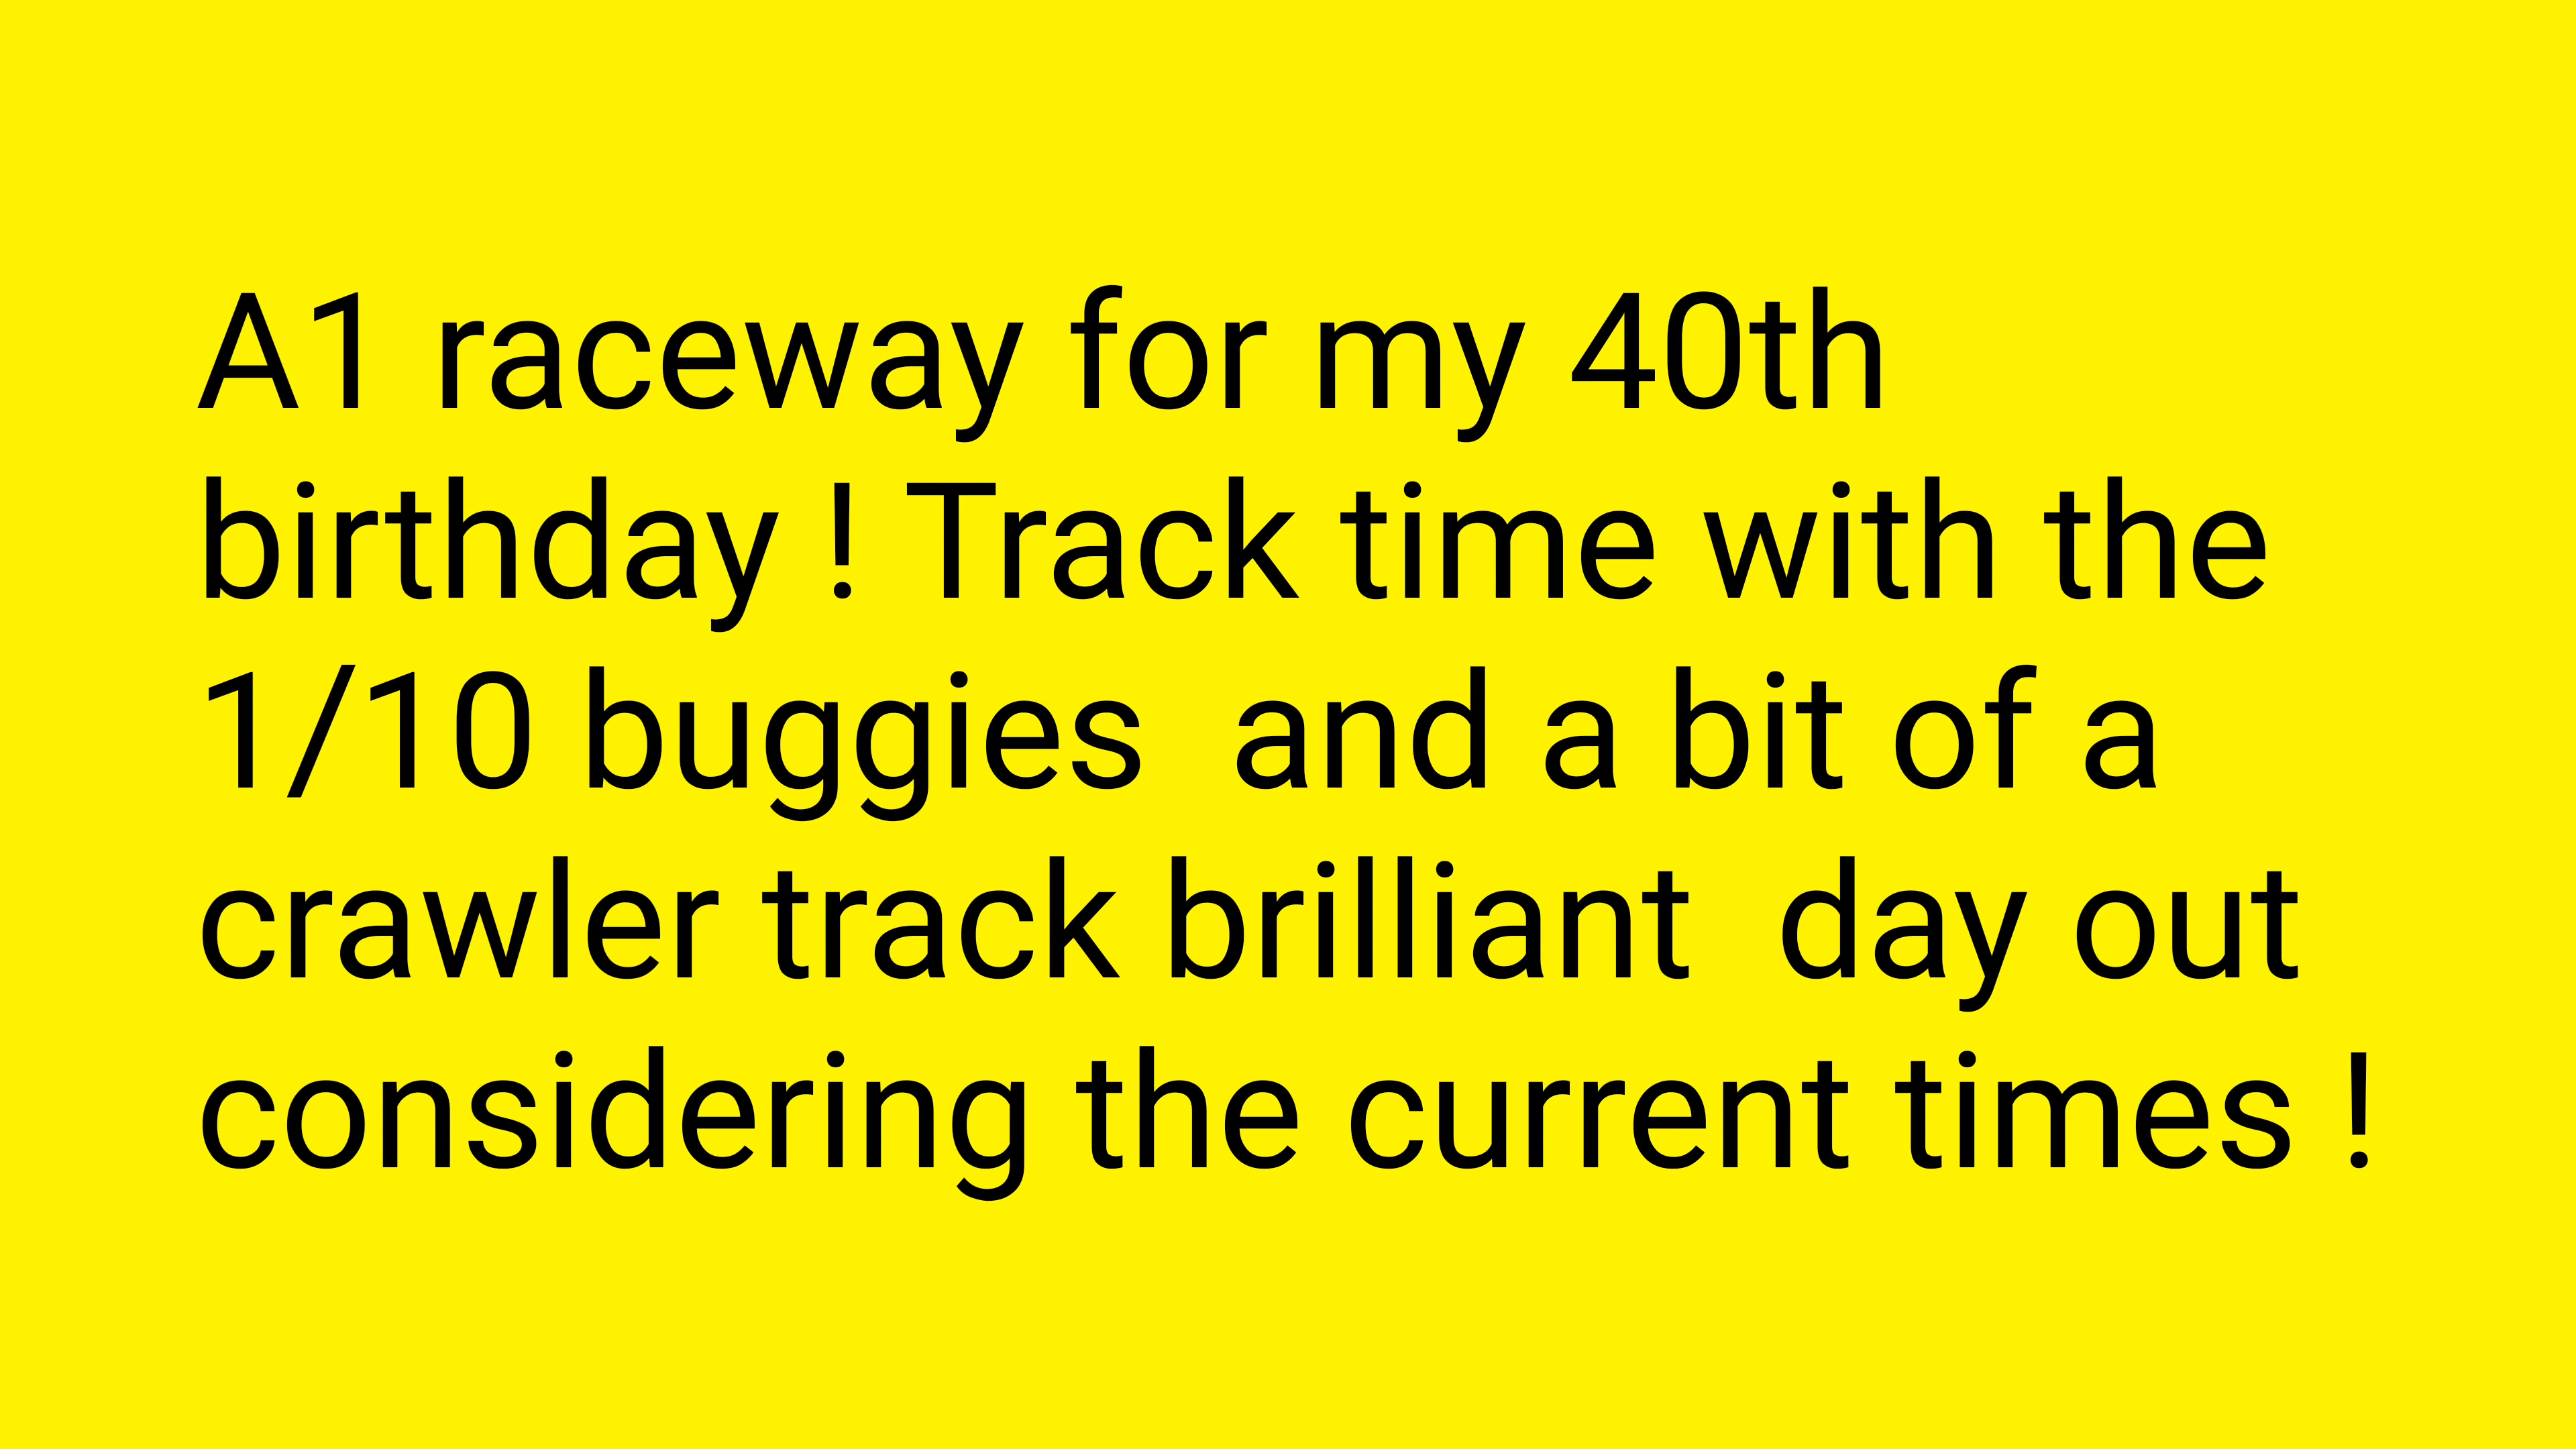 A1 raceway for my 40th
birthday ! Track time with the
1/10 buggies  and a bit of a
crawler track brilliant  day out
considering the current times !